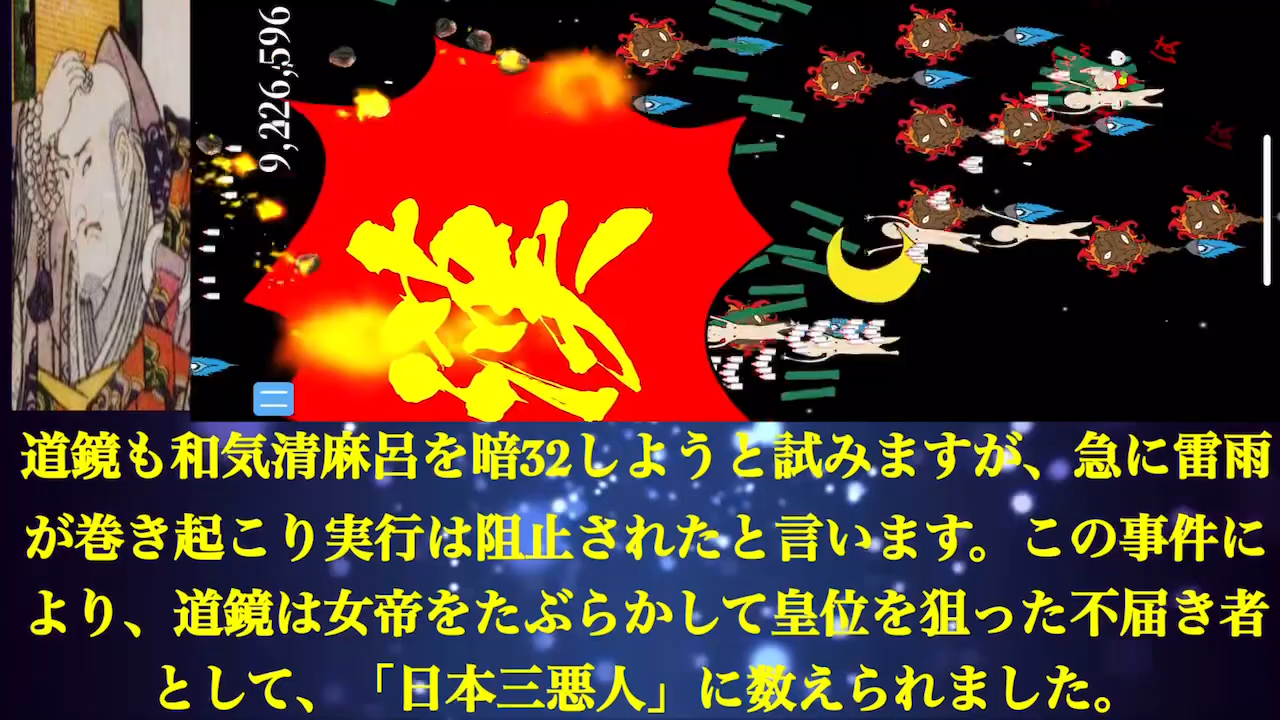 9,226,596
道鏡も和気清麻呂を暗32しようと試みますが、急に雷雨
が巻き起こり実行は阻止されたと言います。この事件に
より、道鏡は女帝をたぶらかして皇位を狙った不届き者
として、「日本三悪人」に数えられました。